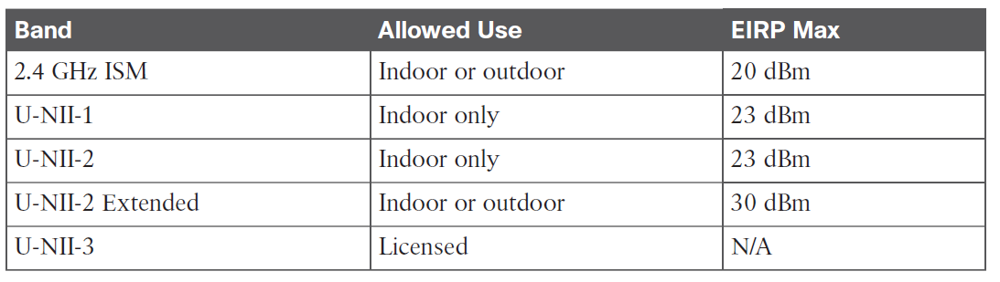 Band Allowed Use EIRP Max
2.4 GHz ISM Indoor or outdoor 20 dBm
U-NII-1 Indoor only 23 dBm
U-NII-2 Indoor only 23 dBm
U-NII-2 Extended Indoor or outdoor 30 dBm
U-NII-3 Licensed N/A